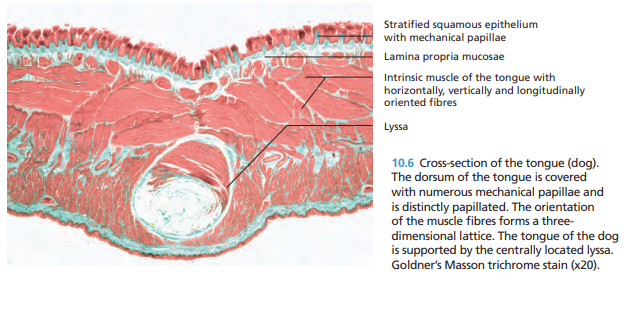 Stratified squamous epithelium
with mechanical papillae
Lamina propria mucosae
Intrinsic muscle of the tongue with
horizontally, vertically and longitudinally
oriented fibres
Lyssa
10.6 Cross-section of the tongue (dog).
The dorsum of the tongue is covered
with numerous mechanical papillae and
is distinctly papillated. The orientation
of the muscle fibres forms a three-
dimensional lattice. The tongue of the dog
is supported by the centrally located lyssa.
Goldner's Masson trichrome stain (x20).